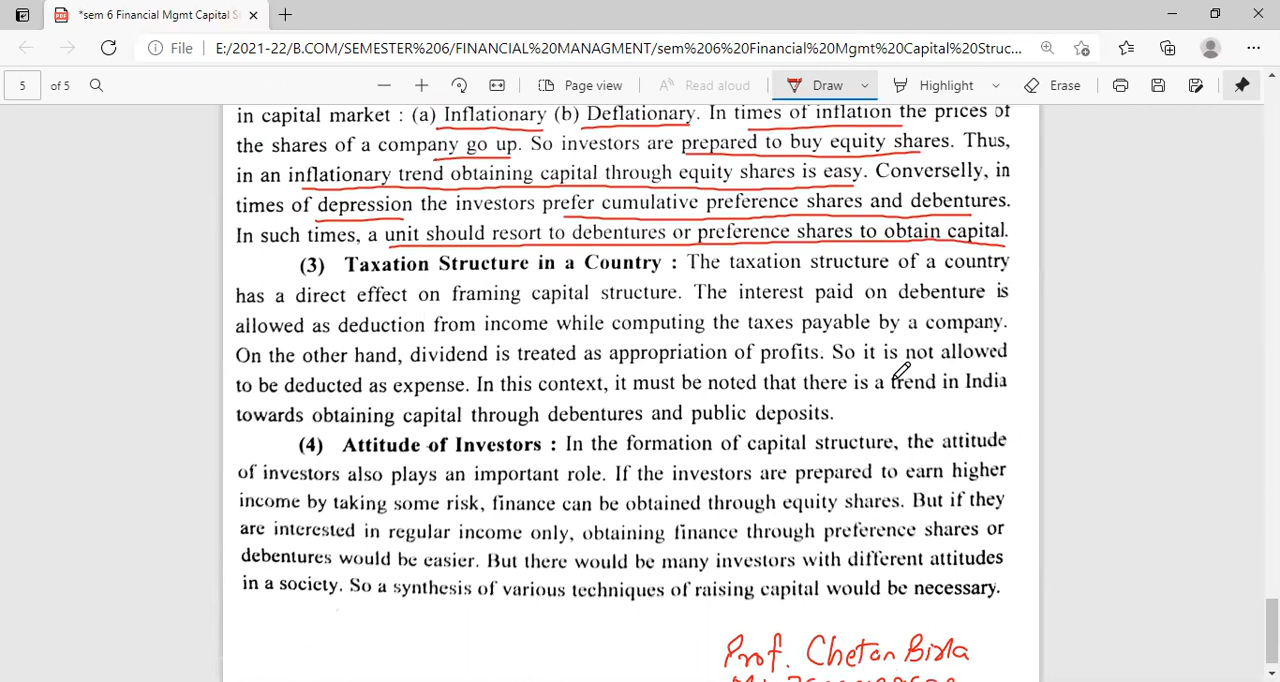 *sem 6 Financial Mgmt Capital S
File
E:/2021-22/B.COM/SEMESTER%206/FINANCIAL%20MANAGMENT/sem%206%20Financial%20Mgmt%20Capital%20Struc...
5 of 5
Page view
Read aloud
Draw
Highlight
Erase
in capital market : (a) Inflationary (b) Deflationary. In times of inflation the prices of
the shares of a company go up. So investors are prepared to buy equity shares. Thus,
in an inflationary trend obtaining capital through equity shares is easy. Conversely, in
times of depression the investors prefer cumulative preference shares and debentures.
In such times, a unit should resort to debentures or preference shares to obtain capital.
(3) Taxation Structure in a Country : The taxation structure of a country
has a direct effect on framing capital structure. The interest paid on debenture is
allowed as deduction from income while computing the taxes payable by a company.
On the other hand, dividend is treated as appropriation of profits. So it is not allowed
to be deducted as expense. In this context, it must be noted that there is a trend in India
towards obtaining capital through debentures and public deposits.
(4) Attitude of Investors : In the formation of capital structure, the attitude
of investors also plays an important role. If the investors are prepared to earn higher
income by taking some risk, finance can be obtained through equity shares. But if they
are interested in regular income only, obtaining finance through preference shares or
debentures would be easier. But there would be many investors with different attitudes
in a society. So a synthesis of various techniques of raising capital would be necessary.
Prof. Chetan Birla